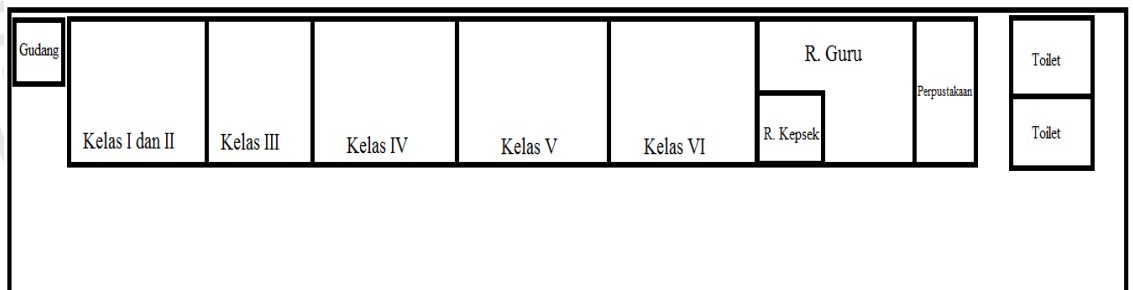 Gudang
Kelas I dan II
Kelas III
Kelas IV
Kelas V
Kelas VI
R. Guru
R. Kepsek
Perpustakaan
Toilet
Toilet